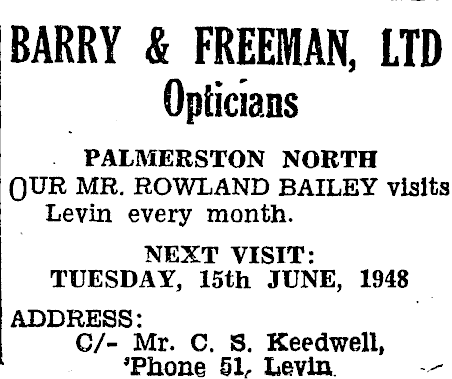 BARRY & FREEMAN, LTD
Opticians
PALMERSTON NORTH
OUR MR. ROWLAND BAILEY visits
Levin every month.
NEXT VISIT:
TUESDAY, 15th JUNE, 1948
ADDRESS:
C/- Mr. C. S. Keedwell,
'Phone 51, Levin.